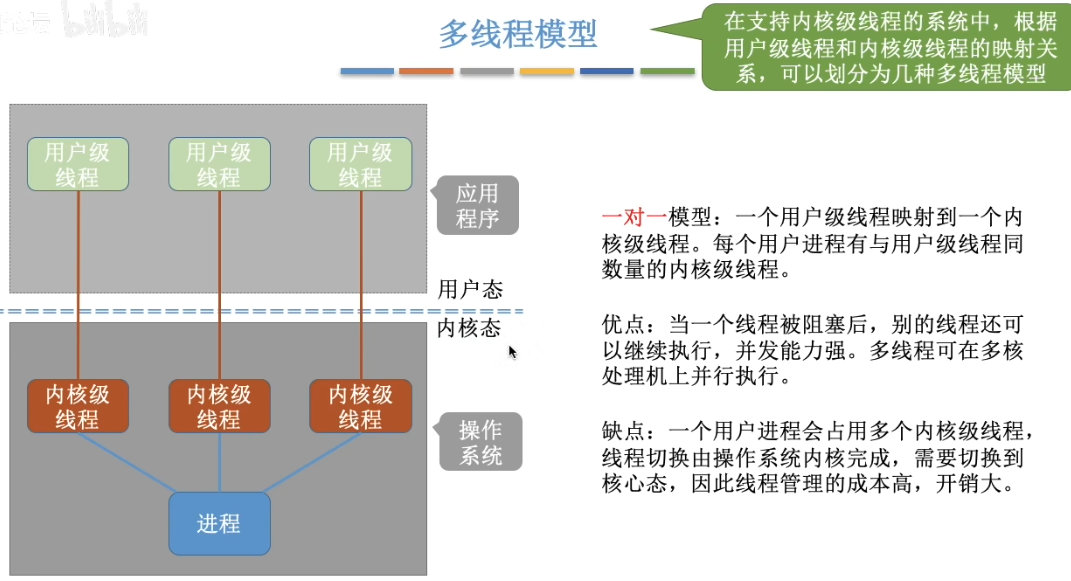 bilibili
多线程模型
在支持内核级线程的系统中，根据
用户级线程和内核级线程的映射关
系，可以划分为几种多线程模型
用户级
线程
用户级
线程
用户级
线程
应用
程序
用户态
内核态
内核级
线程
内核级
线程
内核级
线程
操作
系统
进程
一对一模型：一个用户级线程映射到一个内
核级线程。每个用户进程有与用户级线程同
数量的内核级线程。
优点：当一个线程被阻塞后，别的线程还可
以继续执行，并发能力强。多线程可在多核
处理机上并行执行。
缺点：一个用户进程会占用多个内核级线程，
线程切换由操作系统内核完成，需要切换到
核心态，因此线程管理的成本高，开销大。